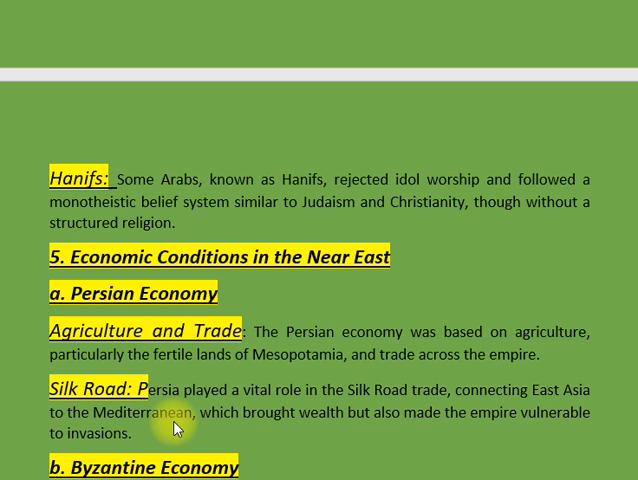 Hanifs: Some Arabs, known as Hanifs, rejected idol worship and followed a
monotheistic belief system similar to Judaism and Christianity, though without a
structured religion.
5. Economic Conditions in the Near East
a. Persian Economy
Agriculture and Trade: The Persian economy was based on agriculture,
particularly the fertile lands of Mesopotamia, and trade across the empire.
Silk Road: Persia played a vital role in the Silk Road trade, connecting East Asia
to the Mediterranean, which brought wealth but also made the empire vulnerable
to invasions.
b. Byzantine Economy